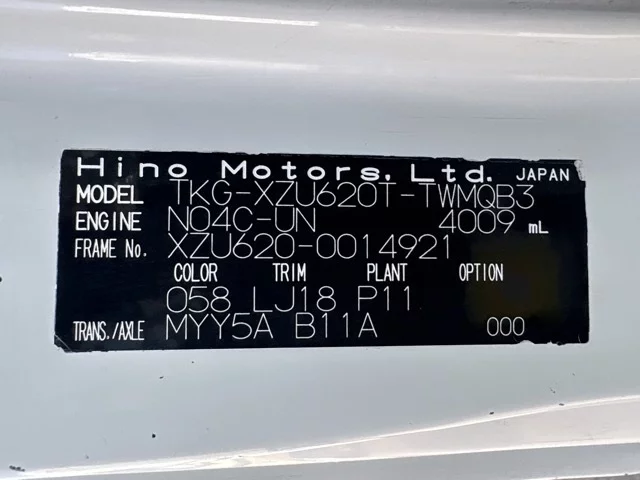 Hino Motors, Ltd. JAPAN
MODEL TKG-XZU620T-TWMQB3
ENGINE N04C-UN 4009 mL
FRAME No. XZU620-0014921
COLOR TRIM PLANT OPTION
058 LJ18 P11
TRANS./AXLE MYY5A B11A 000